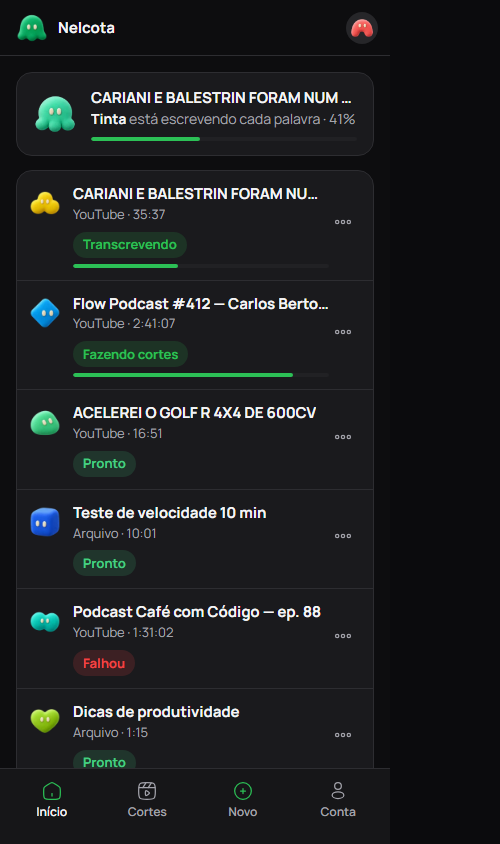 Nelcota
CARIANI E BALESTRIN FORAM NUM ...
Tinta está escrevendo cada palavra · 41%
CARIANI E BALESTRIN FORAM NU...
YouTube · 35:37
Transcrevendo
Flow Podcast #412 — Carlos Berto...
YouTube · 2:41:07
Fazendo cortes
ACELEREI O GOLF R 4X4 DE 600CV
YouTube · 16:51
Pronto
Teste de velocidade 10 min
Arquivo · 10:01
Pronto
Podcast Café com Código — ep. 88
YouTube · 1:31:02
Falhou
Dicas de produtividade
Arquivo · 1:15
Pronto
Início
Cortes
Novo
Conta